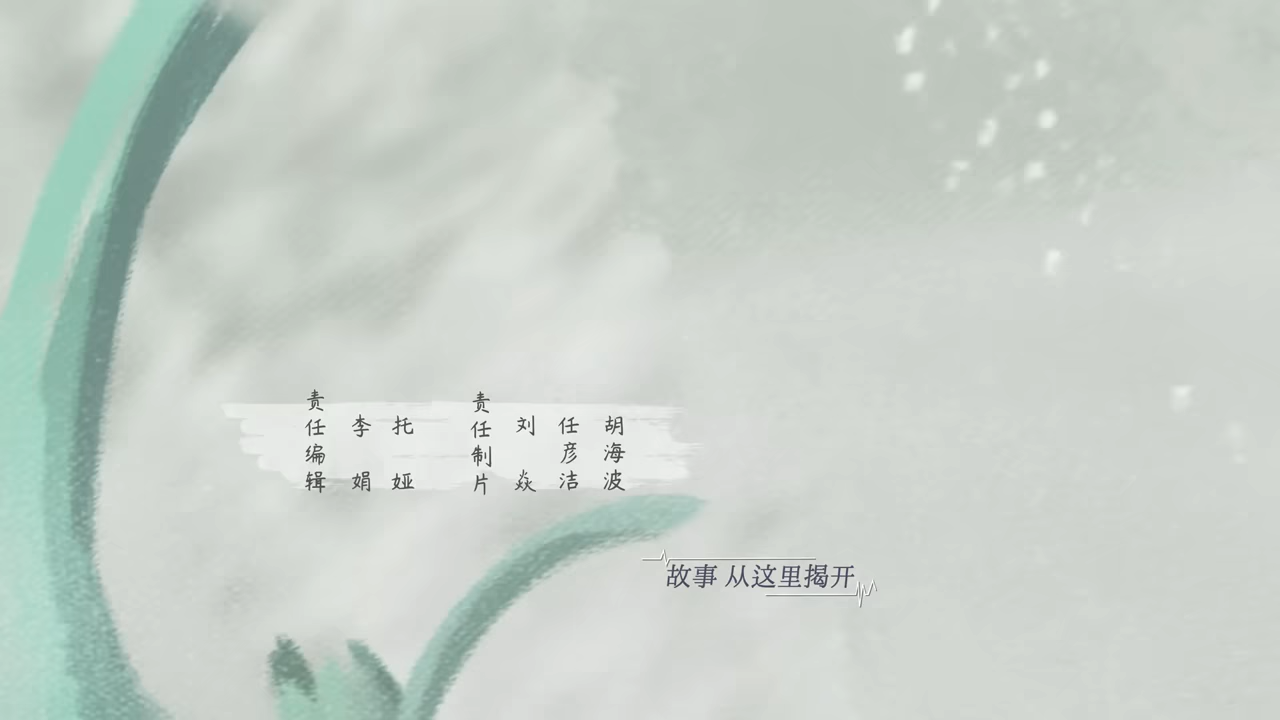 责任编辑
李娟
托娅
责任制片
刘焱
任彦洁
胡海波
故事 从这里揭开